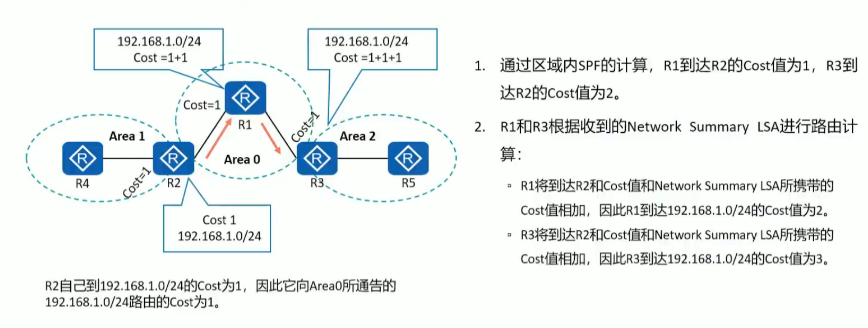 192.168.1.0/24
Cost =1+1
192.168.1.0/24
Cost =1+1+1
Cost=1
R1
Cost=1
Area 1
Area 0
Area 2
R4
Cost=1
R2
R3
R5
Cost 1
192.168.1.0/24
R2自己到192.168.1.0/24的Cost为1，因此它向Area0所通告的
192.168.1.0/24路由的Cost为1。
1. 通过区域内SPF的计算，R1到达R2的Cost值为1，R3到
达R2的Cost值为2。
2. R1和R3根据收到的Network Summary LSA进行路由计
算：
▫ R1将到达R2和Cost值和Network Summary LSA所携带的
Cost值相加，因此R1到达192.168.1.0/24的Cost值为2。
▫ R3将到达R2和Cost值和Network Summary LSA所携带的
Cost值相加，因此R3到达192.168.1.0/24的Cost值为3。